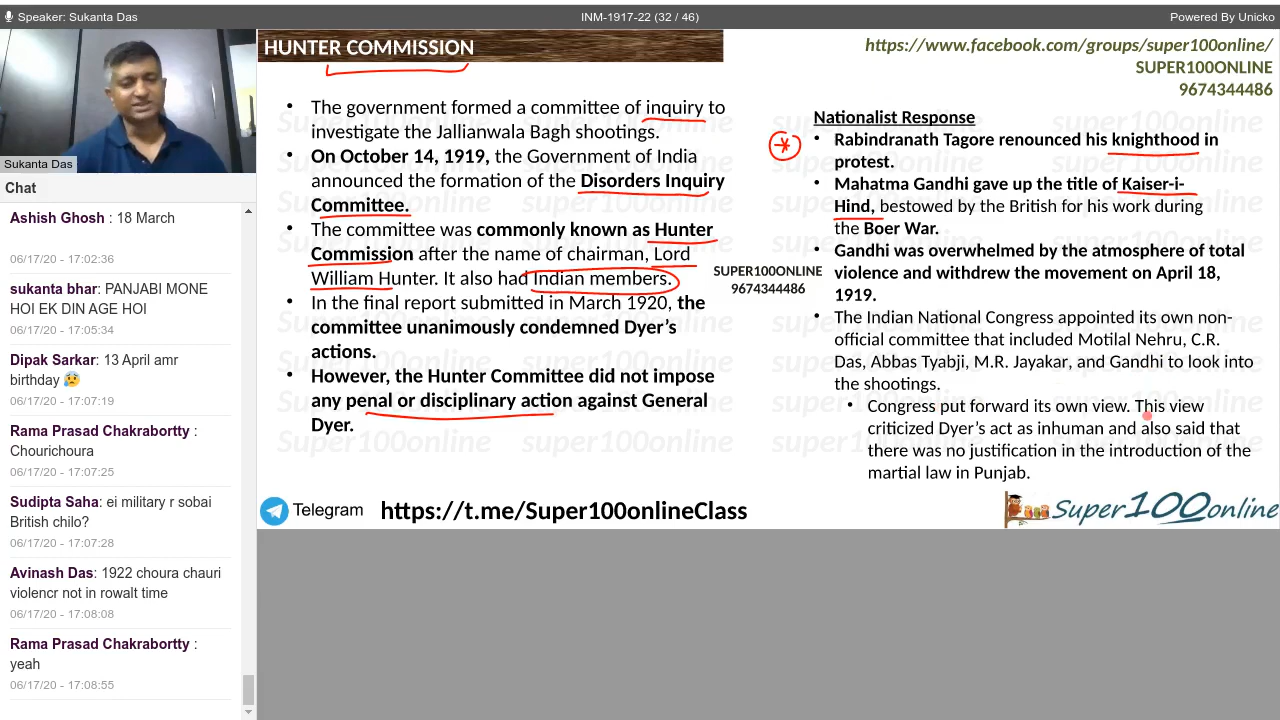 Speaker: Sukanta Das
INM-1917-22 (32 / 46)
Powered By Unicko
Sukanta Das
Chat
Ashish Ghosh : 18 March
06/17/20 - 17:02:36
sukanta bhar: PANJABI MONE
HOI EK DIN AGE HOI
06/17/20 - 17:05:34
Dipak Sarkar: 13 April amr
birthday 😰
06/17/20 - 17:07:19
Rama Prasad Chakrabortty :
Chourichoura
06/17/20 - 17:07:25
Sudipta Saha: ei military r sobai
British chilo?
06/17/20 - 17:07:28
Avinash Das: 1922 choura chauri
violencr not in rowalt time
06/17/20 - 17:08:08
Rama Prasad Chakrabortty :
yeah
06/17/20 - 17:08:55
HUNTER COMMISSION
• The government formed a committee of inquiry to
investigate the Jallianwala Bagh shootings.
• On October 14, 1919, the Government of India
announced the formation of the Disorders Inquiry
Committee.
• The committee was commonly known as Hunter
Commission after the name of chairman, Lord
William Hunter. It also had Indian members.
• In the final report submitted in March 1920, the
committee unanimously condemned Dyer's
actions.
• However, the Hunter Committee did not impose
any penal or disciplinary action against General
Dyer.
SUPER100ONLINE
9674344486
https://www.facebook.com/groups/super100online/
SUPER100ONLINE
9674344486
Nationalist Response
• Rabindranath Tagore renounced his knighthood in
protest.
• Mahatma Gandhi gave up the title of Kaiser-i-
Hind, bestowed by the British for his work during
the Boer War.
• Gandhi was overwhelmed by the atmosphere of total
violence and withdrew the movement on April 18,
1919.
• The Indian National Congress appointed its own non-
official committee that included Motilal Nehru, C.R.
Das, Abbas Tyabji, M.R. Jayakar, and Gandhi to look into
the shootings.
• Congress put forward its own view. This view
criticized Dyer's act as inhuman and also said that
there was no justification in the introduction of the
martial law in Punjab.
Telegram
https://t.me/Super100onlineClass
Super100online